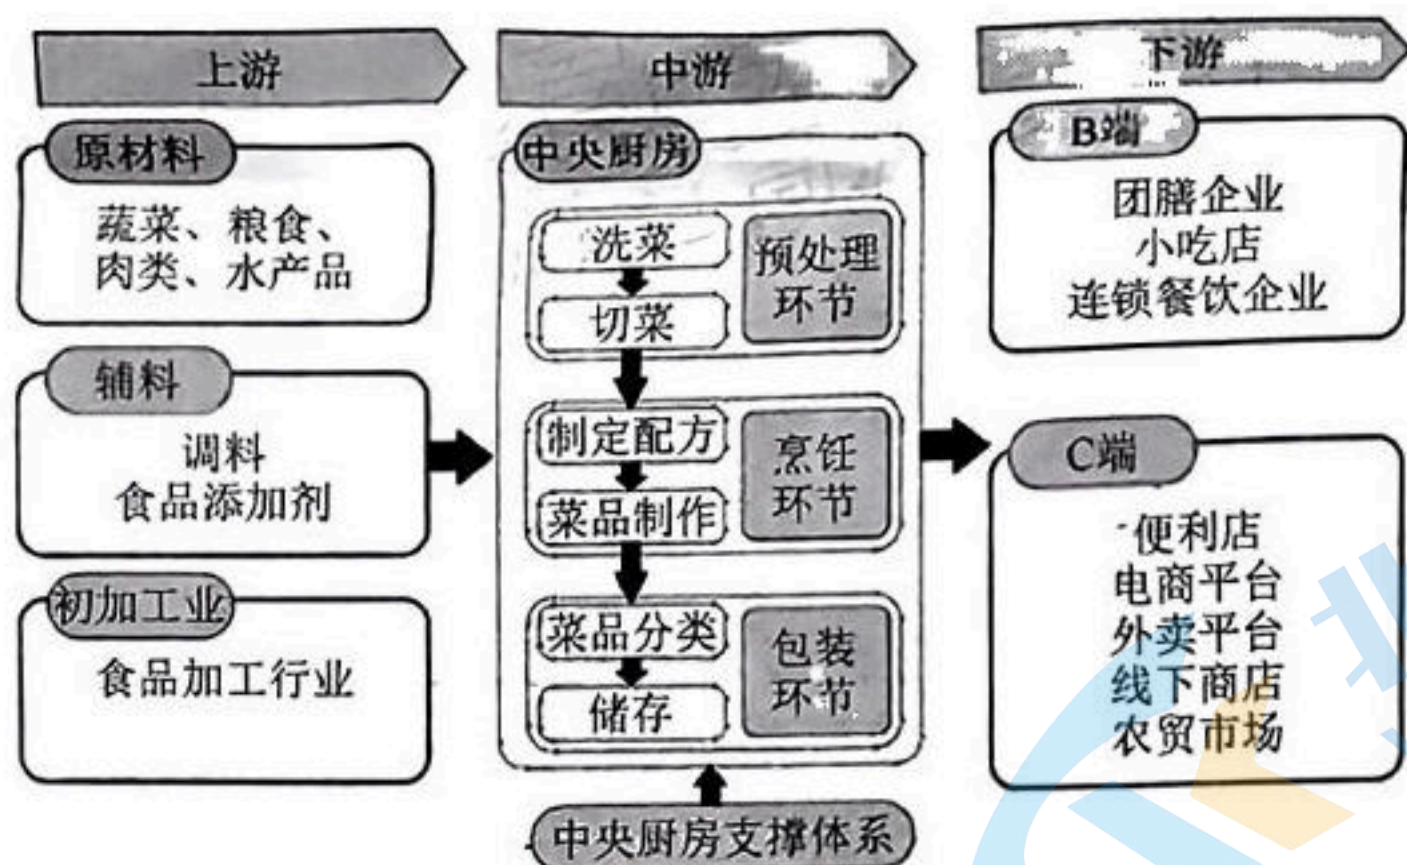 上游
原材料
蔬菜、粮食、
肉类、水产品
辅料
调料
食品添加剂
初加工业
食品加工行业
中游
中央厨房
洗菜
切菜
预处理
环节
制定配方
菜品制作
烹饪
环节
菜品分类
储存
包装
环节
中央厨房支撑体系
下游
B端
团膳企业
小吃店
连锁餐饮企业
C端
便利店
电商平台
外卖平台
线下商店
农贸市场